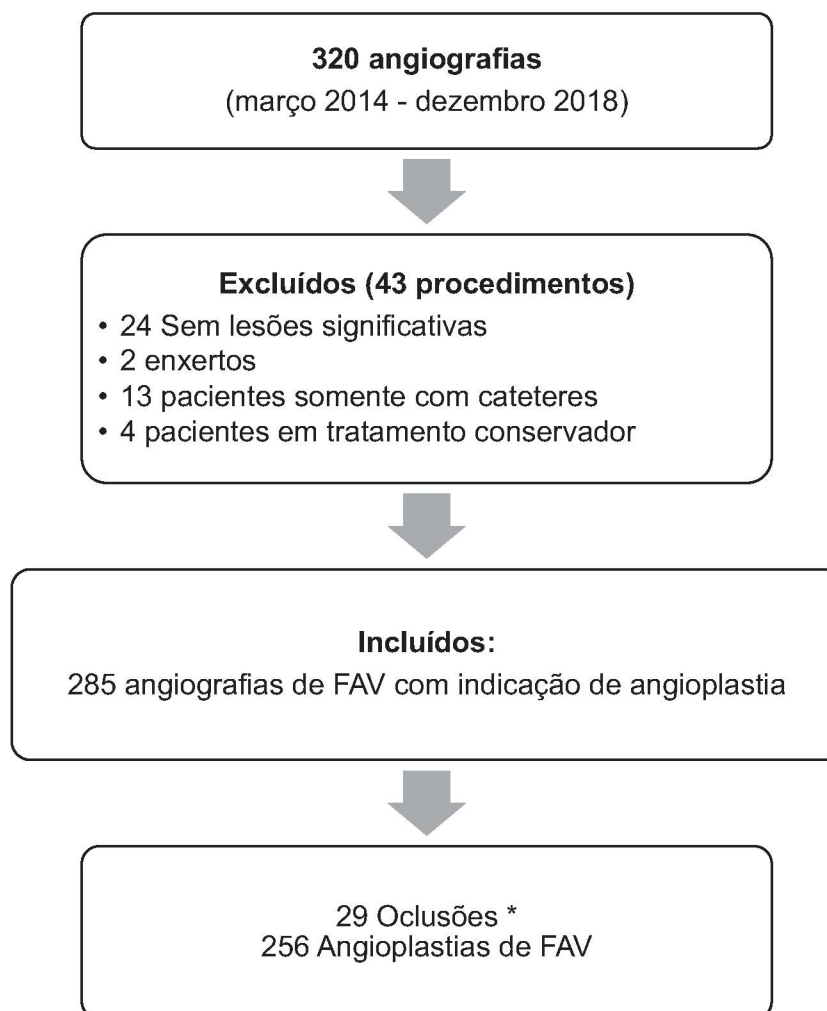 320 angiografias
(março 2014 - dezembro 2018)
Excluídos (43 procedimentos)
• 24 Sem lesões significativas
• 2 enxertos
• 13 pacientes somente com cateteres
• 4 pacientes em tratamento conservador
Incluídos:
285 angiografias de FAV com indicação de angioplastia
29 Oclusões *
256 Angioplastias de FAV